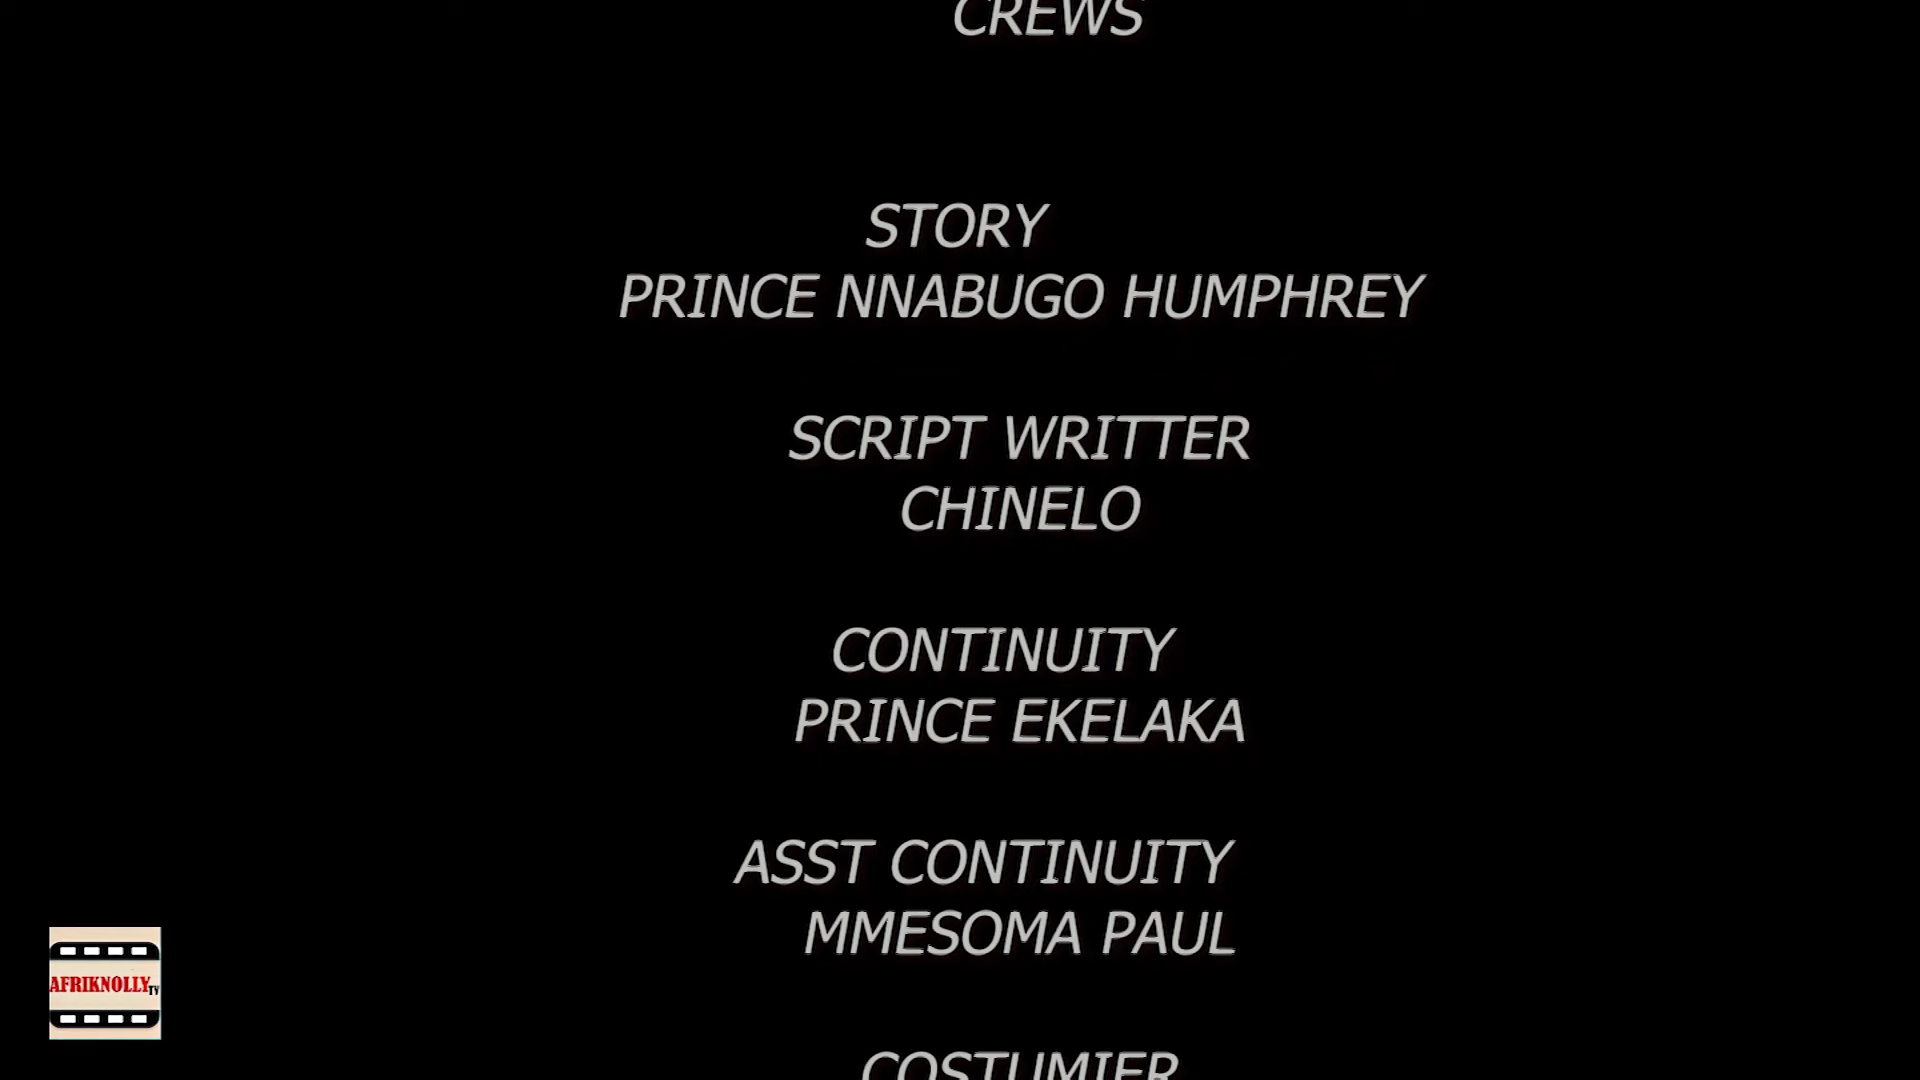 CREWS
STORY
PRINCE NNABUGO HUMPHREY
SCRIPT WRITTER
CHINELO
CONTINUITY
PRINCE EKELAKA
ASST CONTINUITY
MMESOMA PAUL
AFRIKNOLLY TV
COSTUMIER